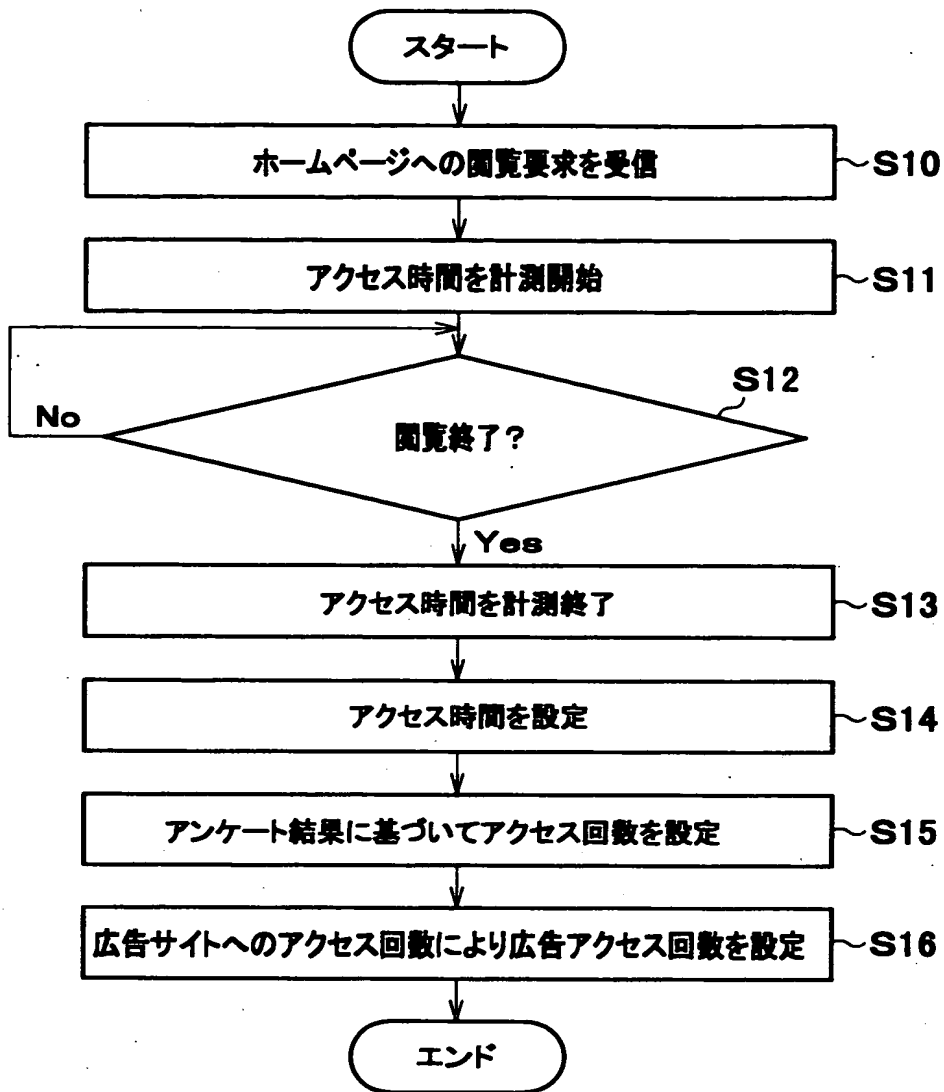 スタート
ホームページへの閲覧要求を受信
S10
アクセス時間を計測開始
S11
S12
No
閲覧終了？
Yes
アクセス時間を計測終了
S13
アクセス時間を設定
S14
アンケート結果に基づいてアクセス回数を設定
S15
広告サイトへのアクセス回数により広告アクセス回数を設定
S16
エンド